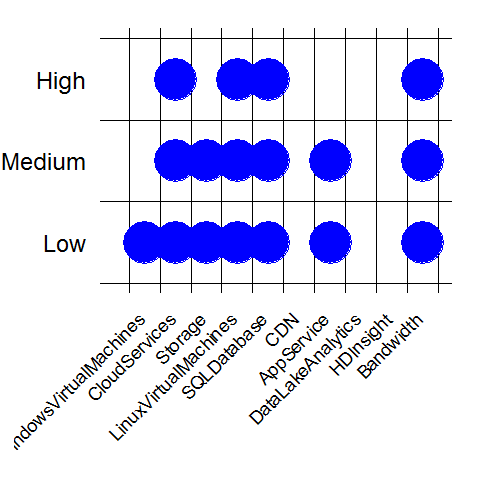 High
Medium
Low
ndowsVirtualMachines
CloudServices
Storage
LinuxVirtualMachines
SQLDatabase
CDN
AppService
DataLakeAnalytics
HDInsight
Bandwidth